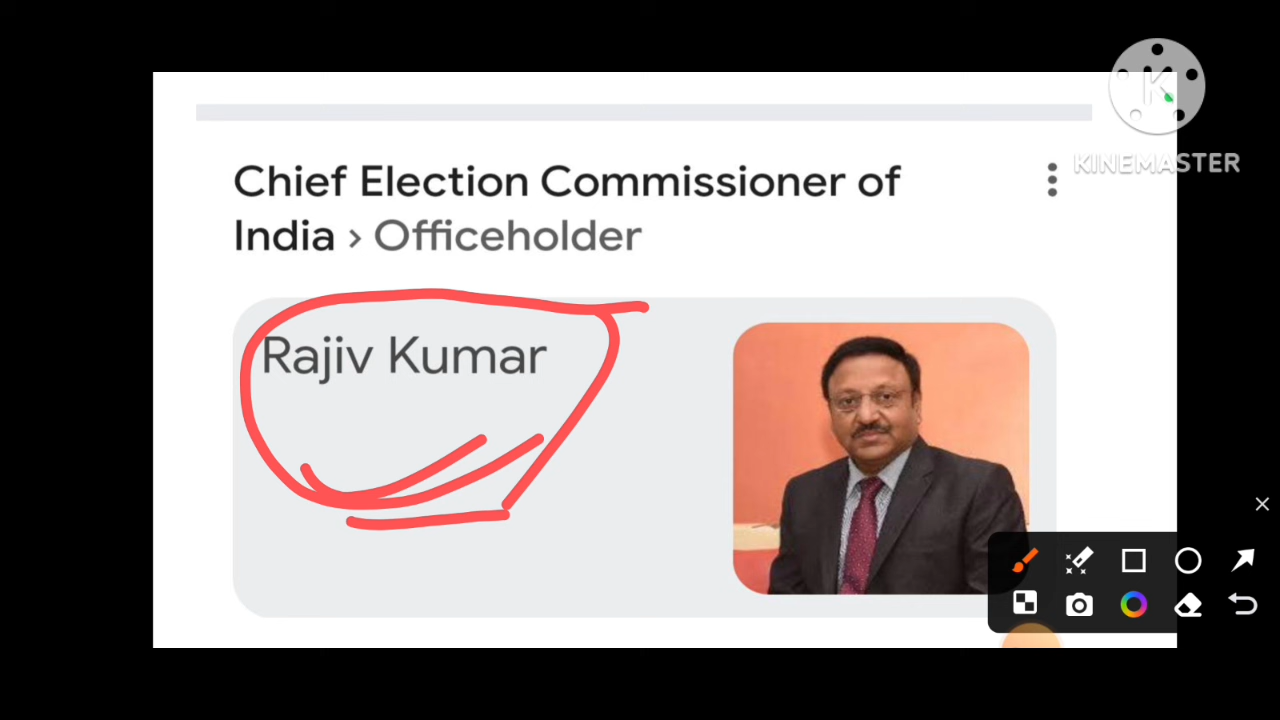 KINEMASTER
Chief Election Commissioner of
India › Officeholder
Rajiv Kumar